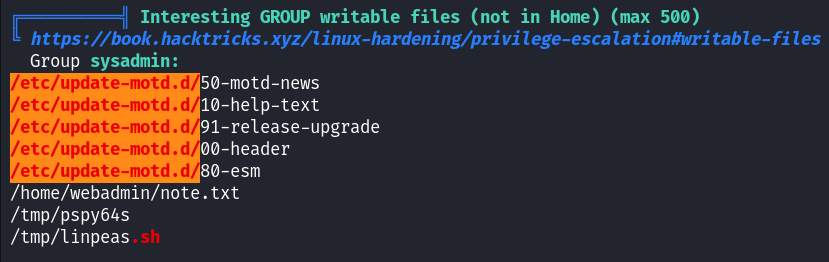 ╔══════════╣ Interesting GROUP writable files (not in Home) (max 500)
╚ https://book.hacktricks.xyz/linux-hardening/privilege-escalation#writable-files
Group sysadmin:
/etc/update-motd.d/50-motd-news
/etc/update-motd.d/10-help-text
/etc/update-motd.d/91-release-upgrade
/etc/update-motd.d/00-header
/etc/update-motd.d/80-esm
/home/webadmin/note.txt
/tmp/pspy64s
/tmp/linpeas.sh